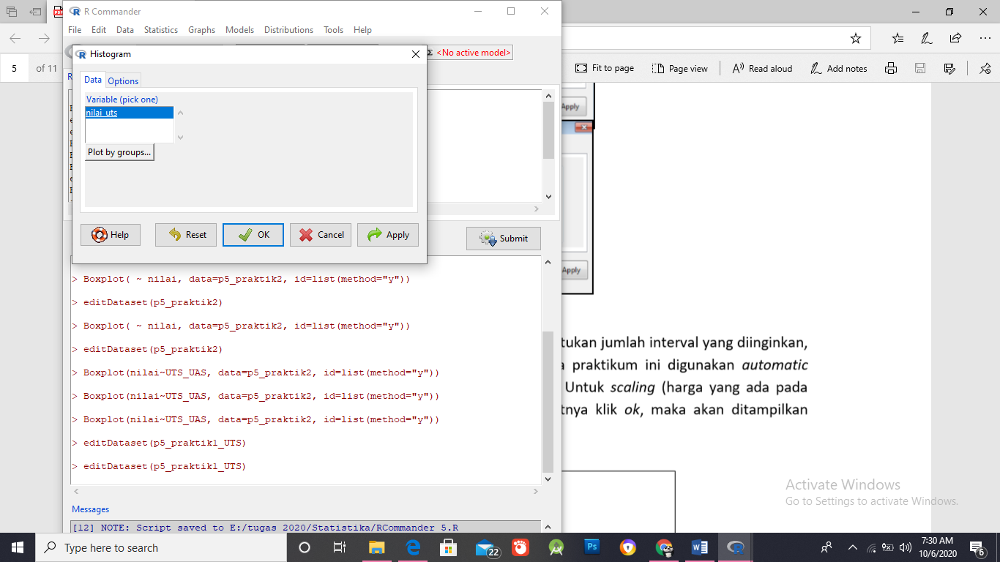 R Commander
File Edit Data Statistics Graphs Models Distributions Tools Help
Histogram
Σ <No active model>
5 of 11
Fit to page Page view Read aloud Add notes
Data Options
Variable (pick one)
nilai_uts
Plot by groups...
Help Reset OK Cancel Apply
Submit
Apply
Apply
> Boxplot( ~ nilai, data=p5_praktik2, id=list(method="y"))
> editDataset(p5_praktik2)
> Boxplot( ~ nilai, data=p5_praktik2, id=list(method="y"))
> editDataset(p5_praktik2)
> Boxplot(nilai~UTS_UAS, data=p5_praktik2, id=list(method="y"))
> Boxplot(nilai~UTS_UAS, data=p5_praktik2, id=list(method="y"))
> Boxplot(nilai~UTS_UAS, data=p5_praktik2, id=list(method="y"))
> editDataset(p5_praktik1_UTS)
> editDataset(p5_praktik1_UTS)
tukan jumlah interval yang diinginkan,
a praktikum ini digunakan automatic
Untuk scaling (harga yang ada pada
tnya klik ok, maka akan ditampilkan
Messages
[12] NOTE: Script saved to E:/tugas 2020/Statistika/RCommander 5.R
Activate Windows
Go to Settings to activate Windows.
Type here to search
22
7:30 AM
10/6/2020
6